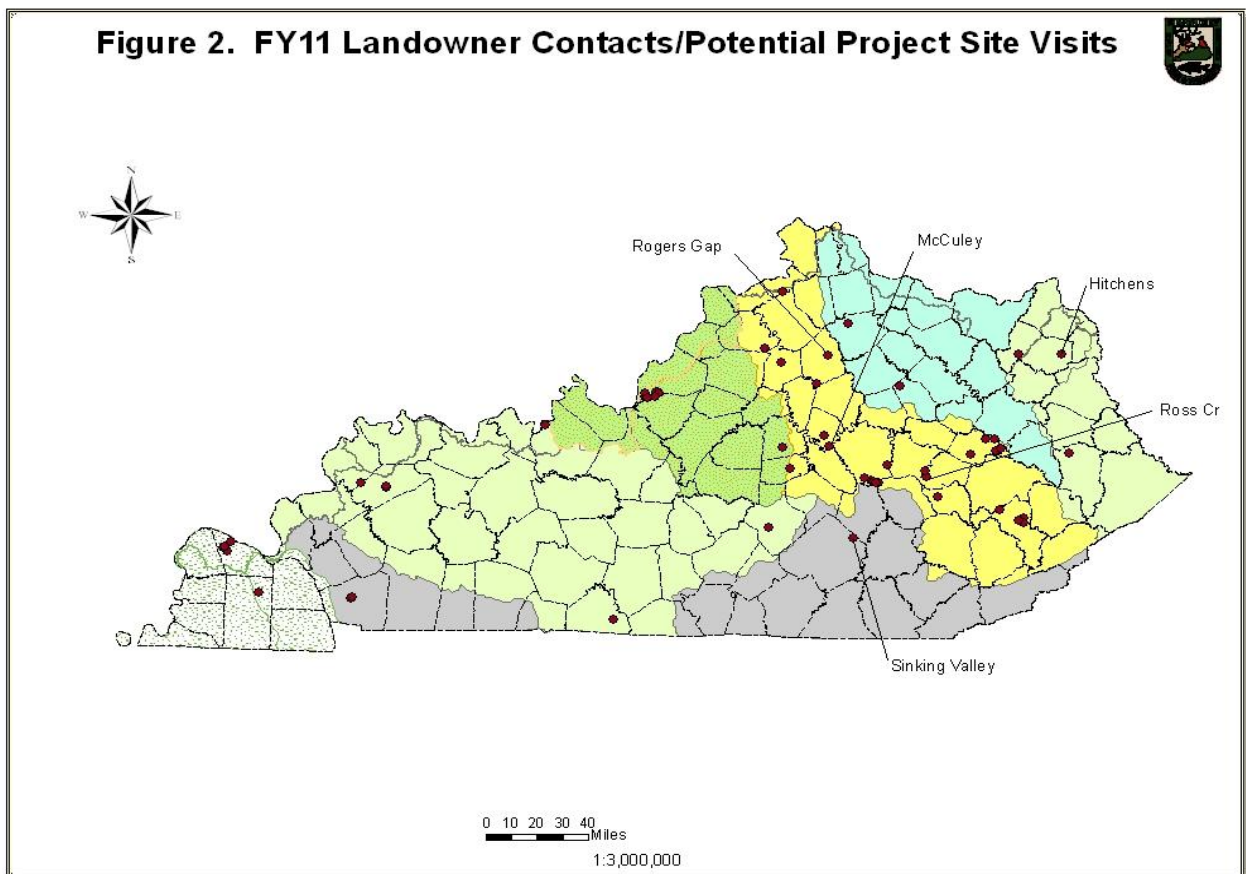 Figure 2. FY11 Landowner Contacts/Potential Project Site Visits
N
W E
S
Rogers Gap
McCuley
Hitchens
Ross Cr
Sinking Valley
0 10 20 30 40
Miles
1:3,000,000